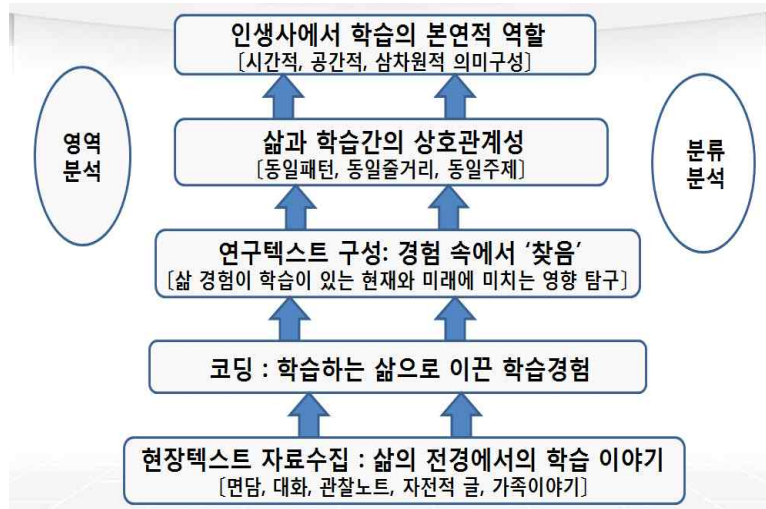 인생사에서 학습의 본연적 역할
〔시간적, 공간적, 삼차원적 의미구성〕
영역
분석
삶과 학습간의 상호관계성
〔동일패턴, 동일줄거리, 동일주제〕
분류
분석
연구텍스트 구성: 경험 속에서 ‘찾음’
〔삶 경험이 학습이 있는 현재와 미래에 미치는 영향 탐구〕
코딩 : 학습하는 삶으로 이끈 학습경험
현장텍스트 자료수집 : 삶의 전경에서의 학습 이야기
〔면담, 대화, 관찰노트, 자전적 글, 가족이야기〕